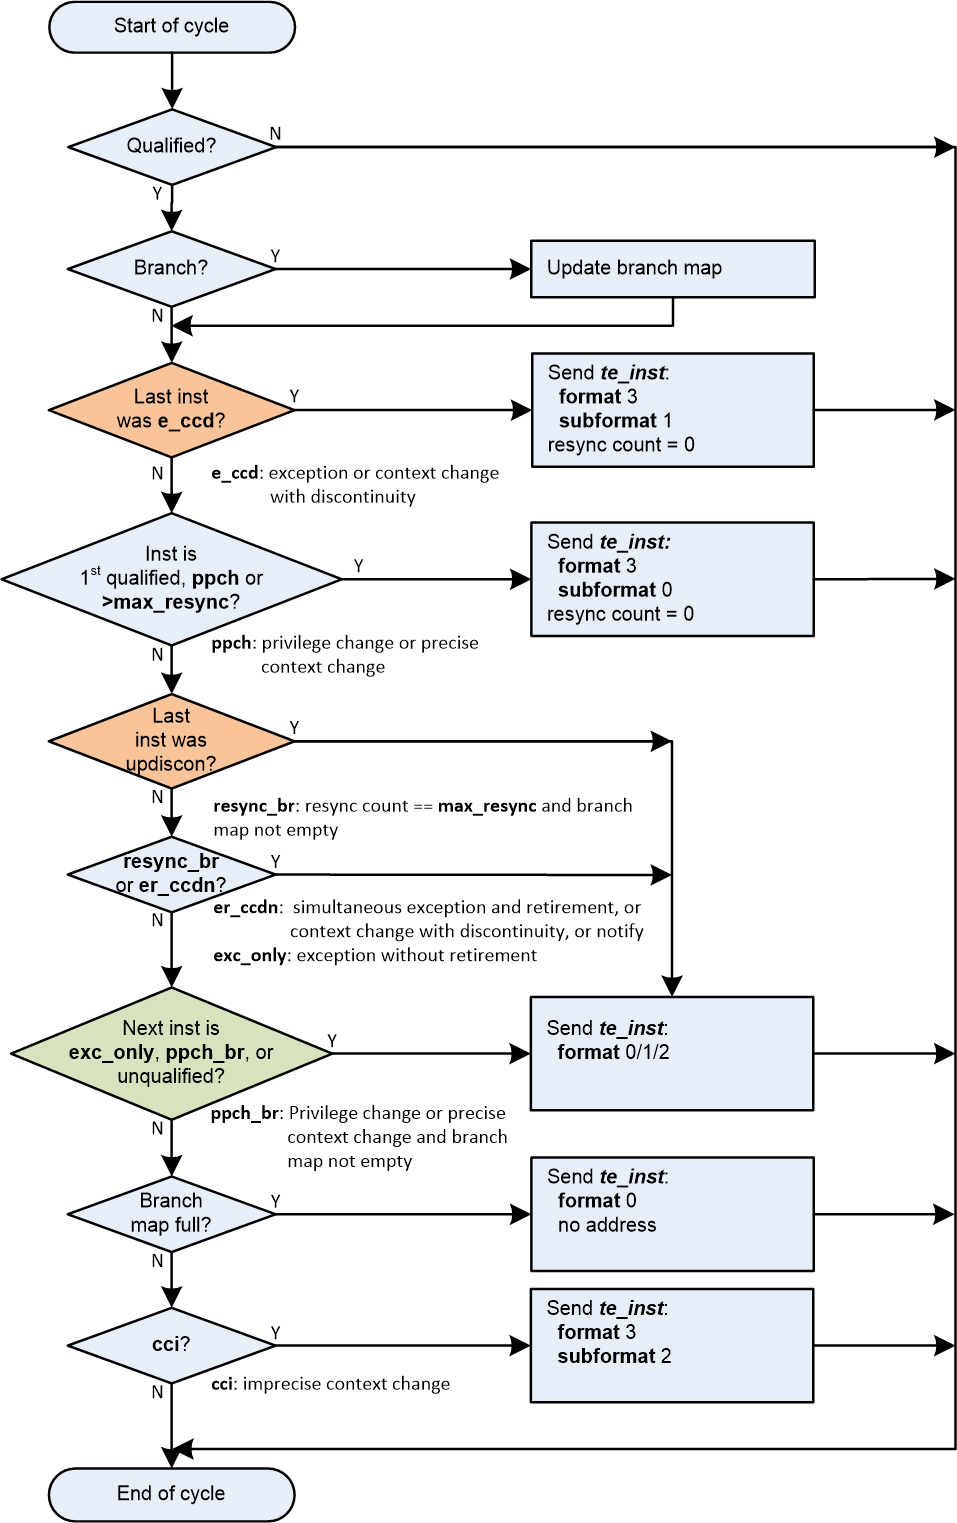 Start of cycle
Qualified?
N
Y
Branch?
Y
Update branch map
N
Last inst
was e_ccd?
Y
Send te_inst:
format 3
subformat 1
resync count = 0
N
e_ccd: exception or context change
with discontinuity
Inst is
1st qualified, ppch or
>max_resync?
Y
Send te_inst:
format 3
subformat 0
resync count = 0
N
ppch: privilege change or precise
context change
Last
inst was
updiscon?
Y
N
resync_br: resync count == max_resync and branch
map not empty
resync_br
or er_ccdn?
Y
N
er_ccdn: simultaneous exception and retirement, or
context change with discontinuity, or notify
exc_only: exception without retirement
Next inst is
exc_only, ppch_br, or
unqualified?
Y
Send te_inst:
format 0/1/2
N
ppch_br: Privilege change or precise
context change and branch
map not empty
Branch
map full?
Y
Send te_inst:
format 0
no address
N
cci?
Y
Send te_inst:
format 3
subformat 2
N
cci: imprecise context change
End of cycle